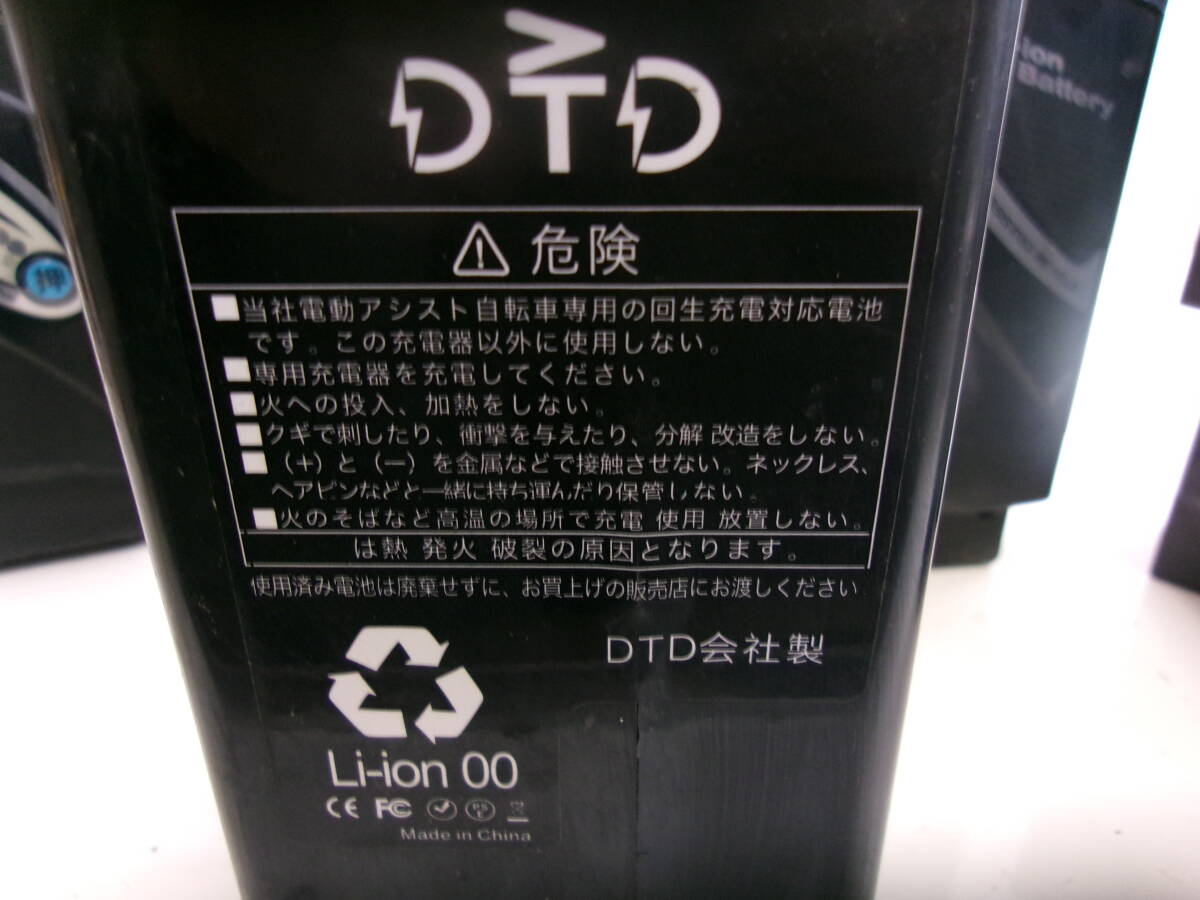 DTD
危険
■当社電動アシスト自転車専用の回生充電対応電池
です。この充電器以外に使用しない。
■専用充電器を充電してください。
■火への投入、加熱をしない。
■クギで刺したり、衝撃を与えたり、分解 改造をしない。
■（+）と（—）を金属などで接触させない。ネックレス、
ヘアピンなどと一緒に持ち運んだり保管しない。
■火のそばなど高温の場所で充電 使用 放置しない。
は熱 発火 破裂の原因となります。
使用済み電池は廃棄せずに、お買上げの販売店にお渡しください
DTD会社製
Li-ion 00
CE FC PSE
Made in China
ion
Battery
押